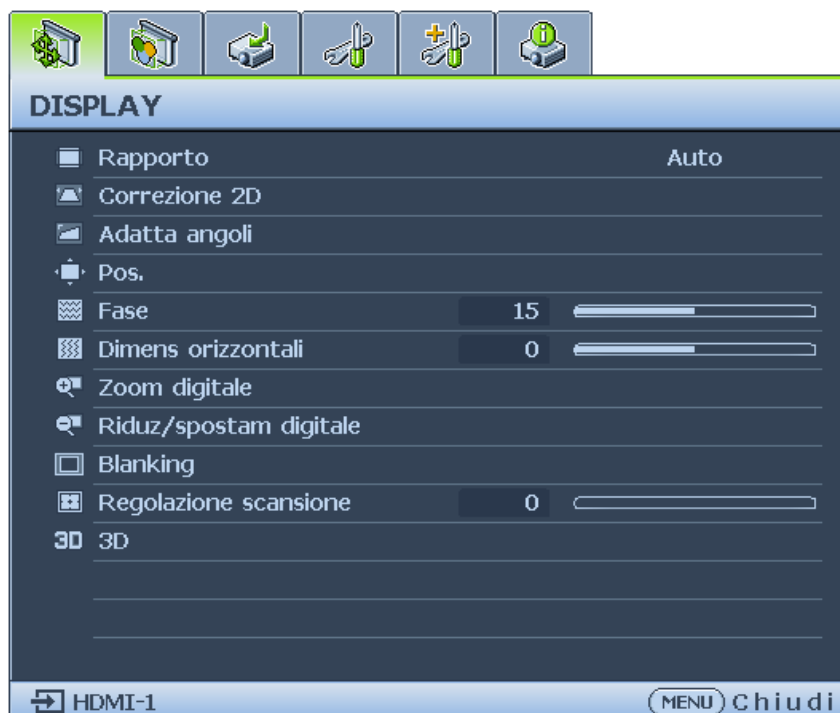 DISPLAY
Rapporto Auto
Correzione 2D
Adatta angoli
Pos.
Fase 15
Dimens orizzontali 0
Zoom digitale
Riduz/spostam digitale
Blanking
Regolazione scansione 0
3D 3D
HDMI-1 MENU Chiudi